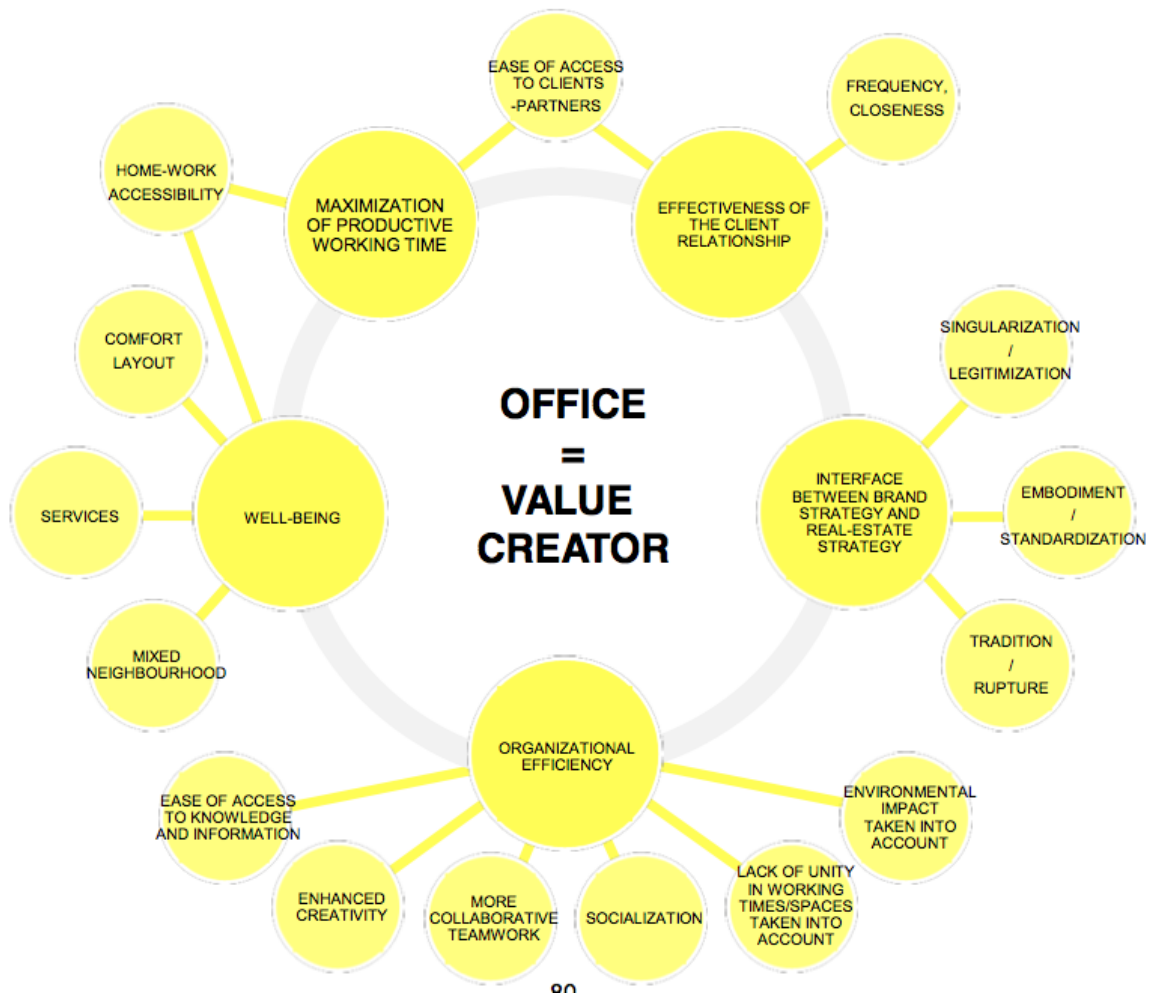 EASE OF ACCESS
TO CLIENTS
-PARTNERS
FREQUENCY,
CLOSENESS
HOME-WORK
ACCESSIBILITY
MAXIMIZATION
OF PRODUCTIVE
WORKING TIME
EFFECTIVENESS OF
THE CLIENT
RELATIONSHIP
COMFORT
LAYOUT
SINGULARIZATION
/
LEGITIMIZATION
OFFICE
=
VALUE
CREATOR
SERVICES
WELL-BEING
INTERFACE
BETWEEN BRAND
STRATEGY AND
REAL-ESTATE
STRATEGY
EMBODIMENT
/
STANDARDIZATION
MIXED
NEIGHBOURHOOD
TRADITION
/
RUPTURE
ORGANIZATIONAL
EFFICIENCY
EASE OF ACCESS
TO KNOWLEDGE
AND INFORMATION
ENHANCED
CREATIVITY
MORE
COLLABORATIVE
TEAMWORK
SOCIALIZATION
LACK OF UNITY
IN WORKING
TIMES/SPACES
TAKEN INTO
ACCOUNT
ENVIRONMENTAL
IMPACT
TAKEN INTO
ACCOUNT
80